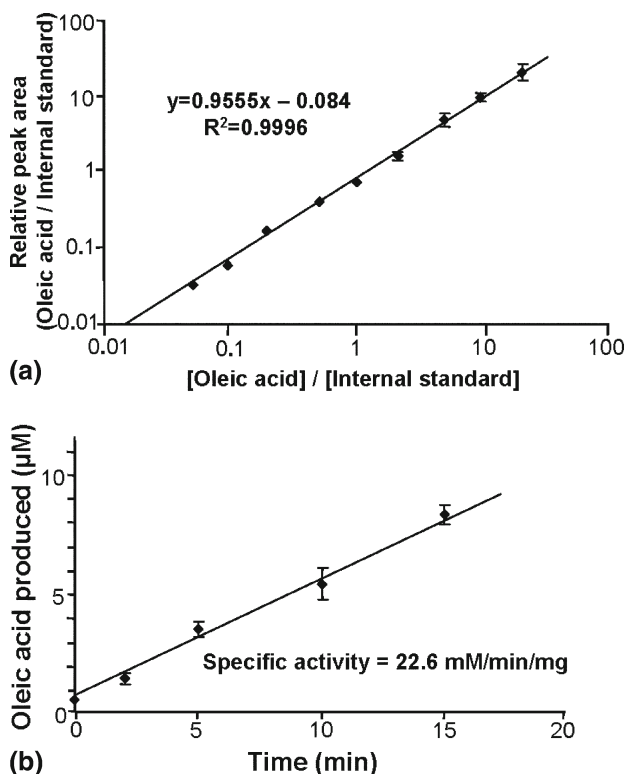 100
10
1
0.1
0.01
Relative peak area
(Oleic acid / Internal standard)
y=0.9555x – 0.084
R²=0.9996
0.01 0.1 1 10 100
[Oleic acid] / [Internal standard]
(a)
10
5
0
Oleic acid produced (µM)
Specific activity = 22.6 mM/min/mg
0 5 10 15 20
Time (min)
(b)